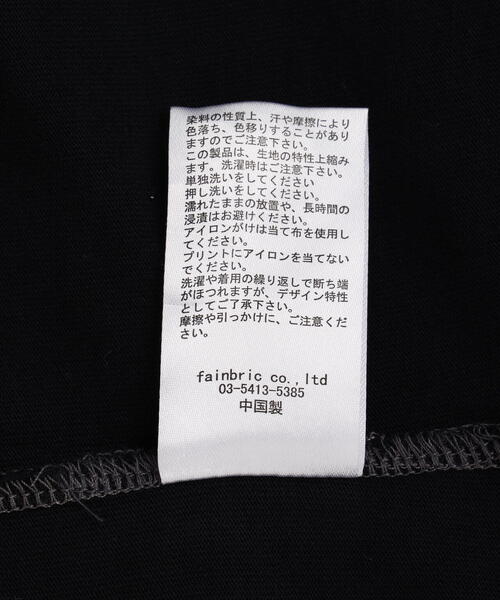 染料の性質上、汗や摩擦により
色落ち、色移りすることがあり
ますのでご注意下さい。
この製品は、生地の特性上縮み
ます。洗濯時はご注意下さい。
単独洗いをしてください
押し洗いをしてください
濡れたままの放置や、長時間の
浸漬はお避けください。
アイロンがけは当て布を使用し
てください。
プリントにアイロンを当てない
でください。
洗濯や着用の繰り返しで断ち端
がほつれますが、デザイン特性
としてご了承下さい。
摩擦や引っかけに、ご注意くだ
さい。
fainbric co.,ltd
03-5413-5385
中国製